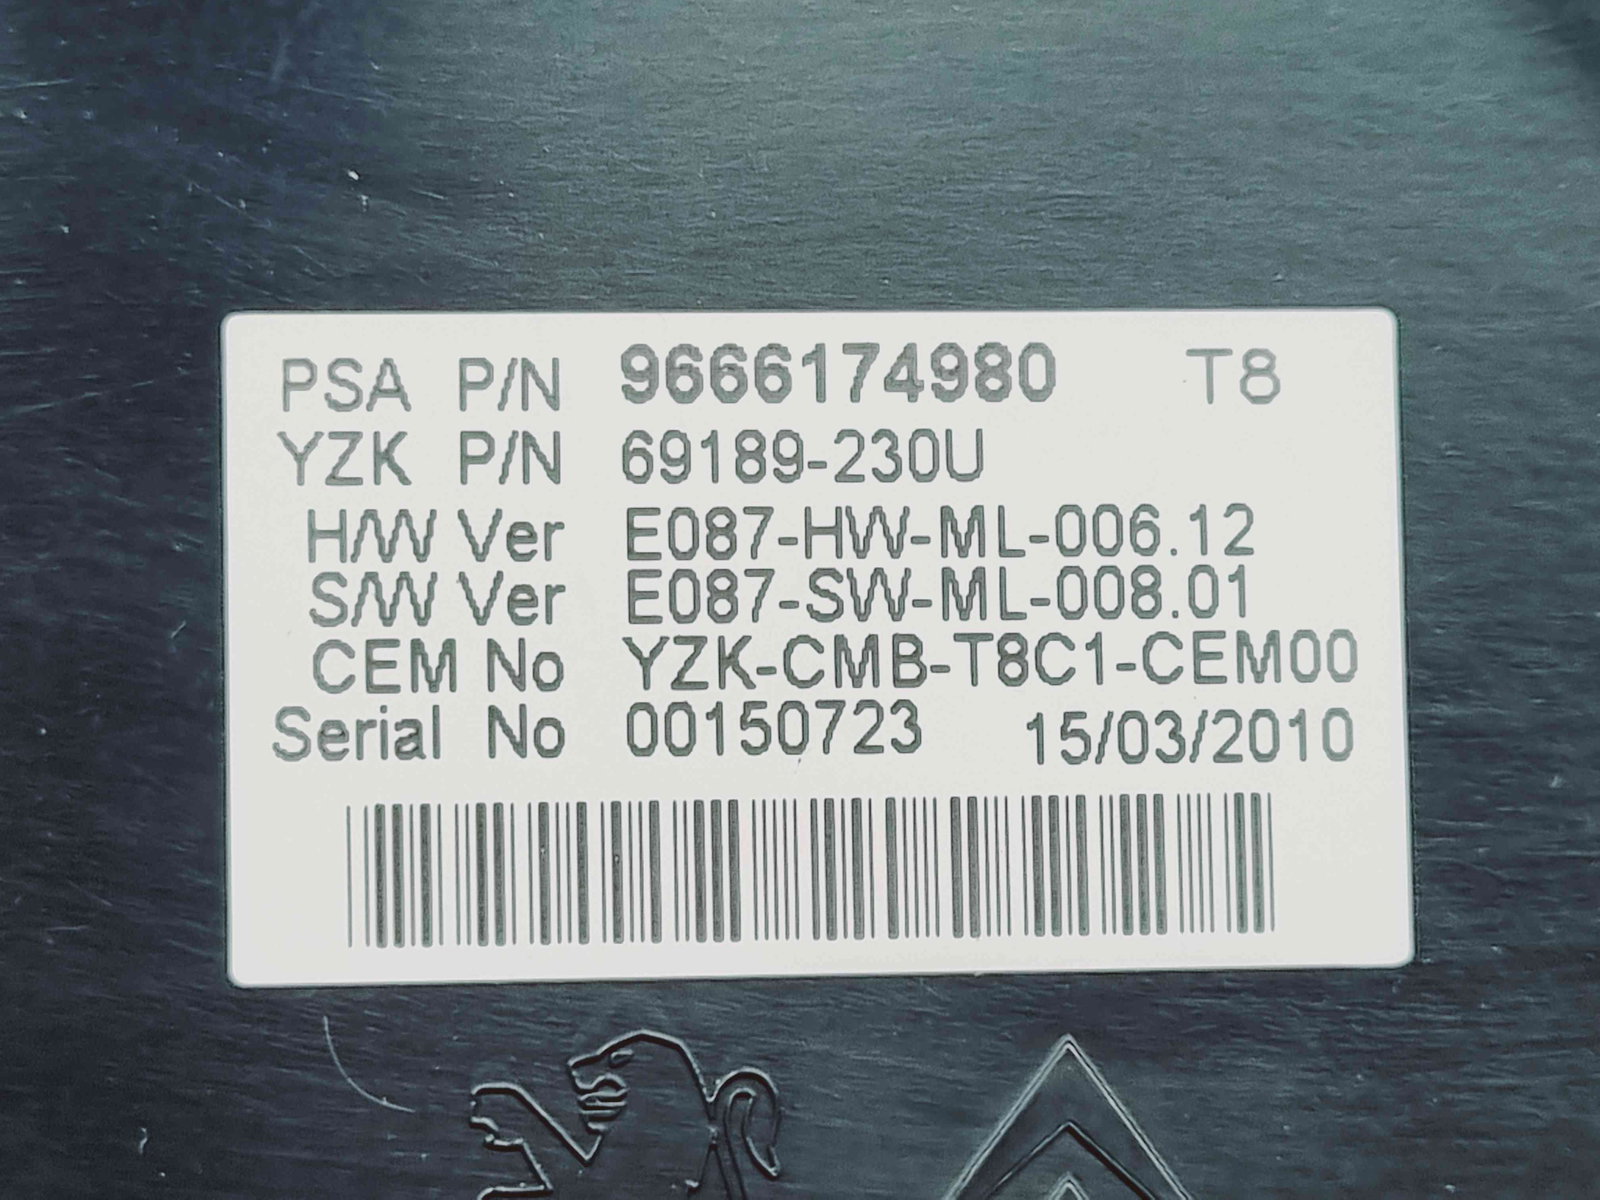 PSA P/N 9666174980 T8
YZK P/N 69189-230U
H/W Ver E087-HW-ML-006.12
S/W Ver E087-SW-ML-008.01
CEM No YZK-CMB-T8C1-CEM00
Serial No 00150723 15/03/2010